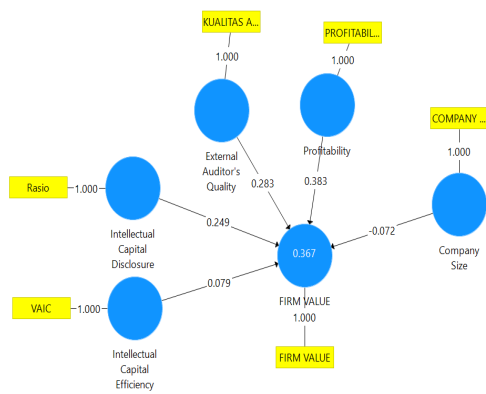 KUALITAS A...
PROFITABIL...
1.000
1.000
COMPANY ...
External
Auditor's
Quality
Profitability
1.000
Rasio
1.000
0.283
0.383
Intellectual
Capital
Disclosure
0.249
-0.072
0.367
Company
Size
0.079
FIRM VALUE
VAIC
1.000
1.000
Intellectual
Capital
Efficiency
FIRM VALUE